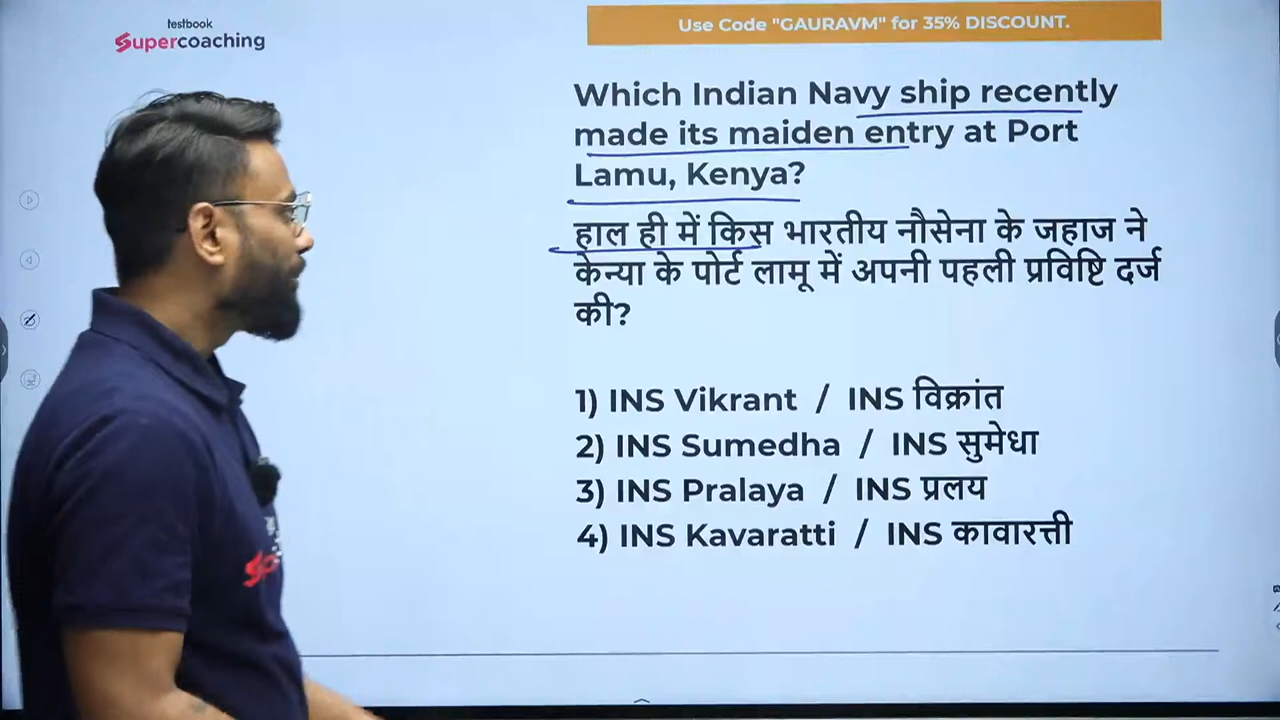 testbook
Supercoaching
Use Code "GAURAVM" for 35% DISCOUNT.
Which Indian Navy ship recently
made its maiden entry at Port
Lamu, Kenya?
हाल ही में किस भारतीय नौसेना के जहाज ने
केन्या के पोर्ट लामू में अपनी पहली प्रविष्टि दर्ज
की?
1) INS Vikrant / INS विक्रांत
2) INS Sumedha / INS सुमेधा
3) INS Pralaya / INS प्रलय
4) INS Kavaratti / INS कावारत्ती